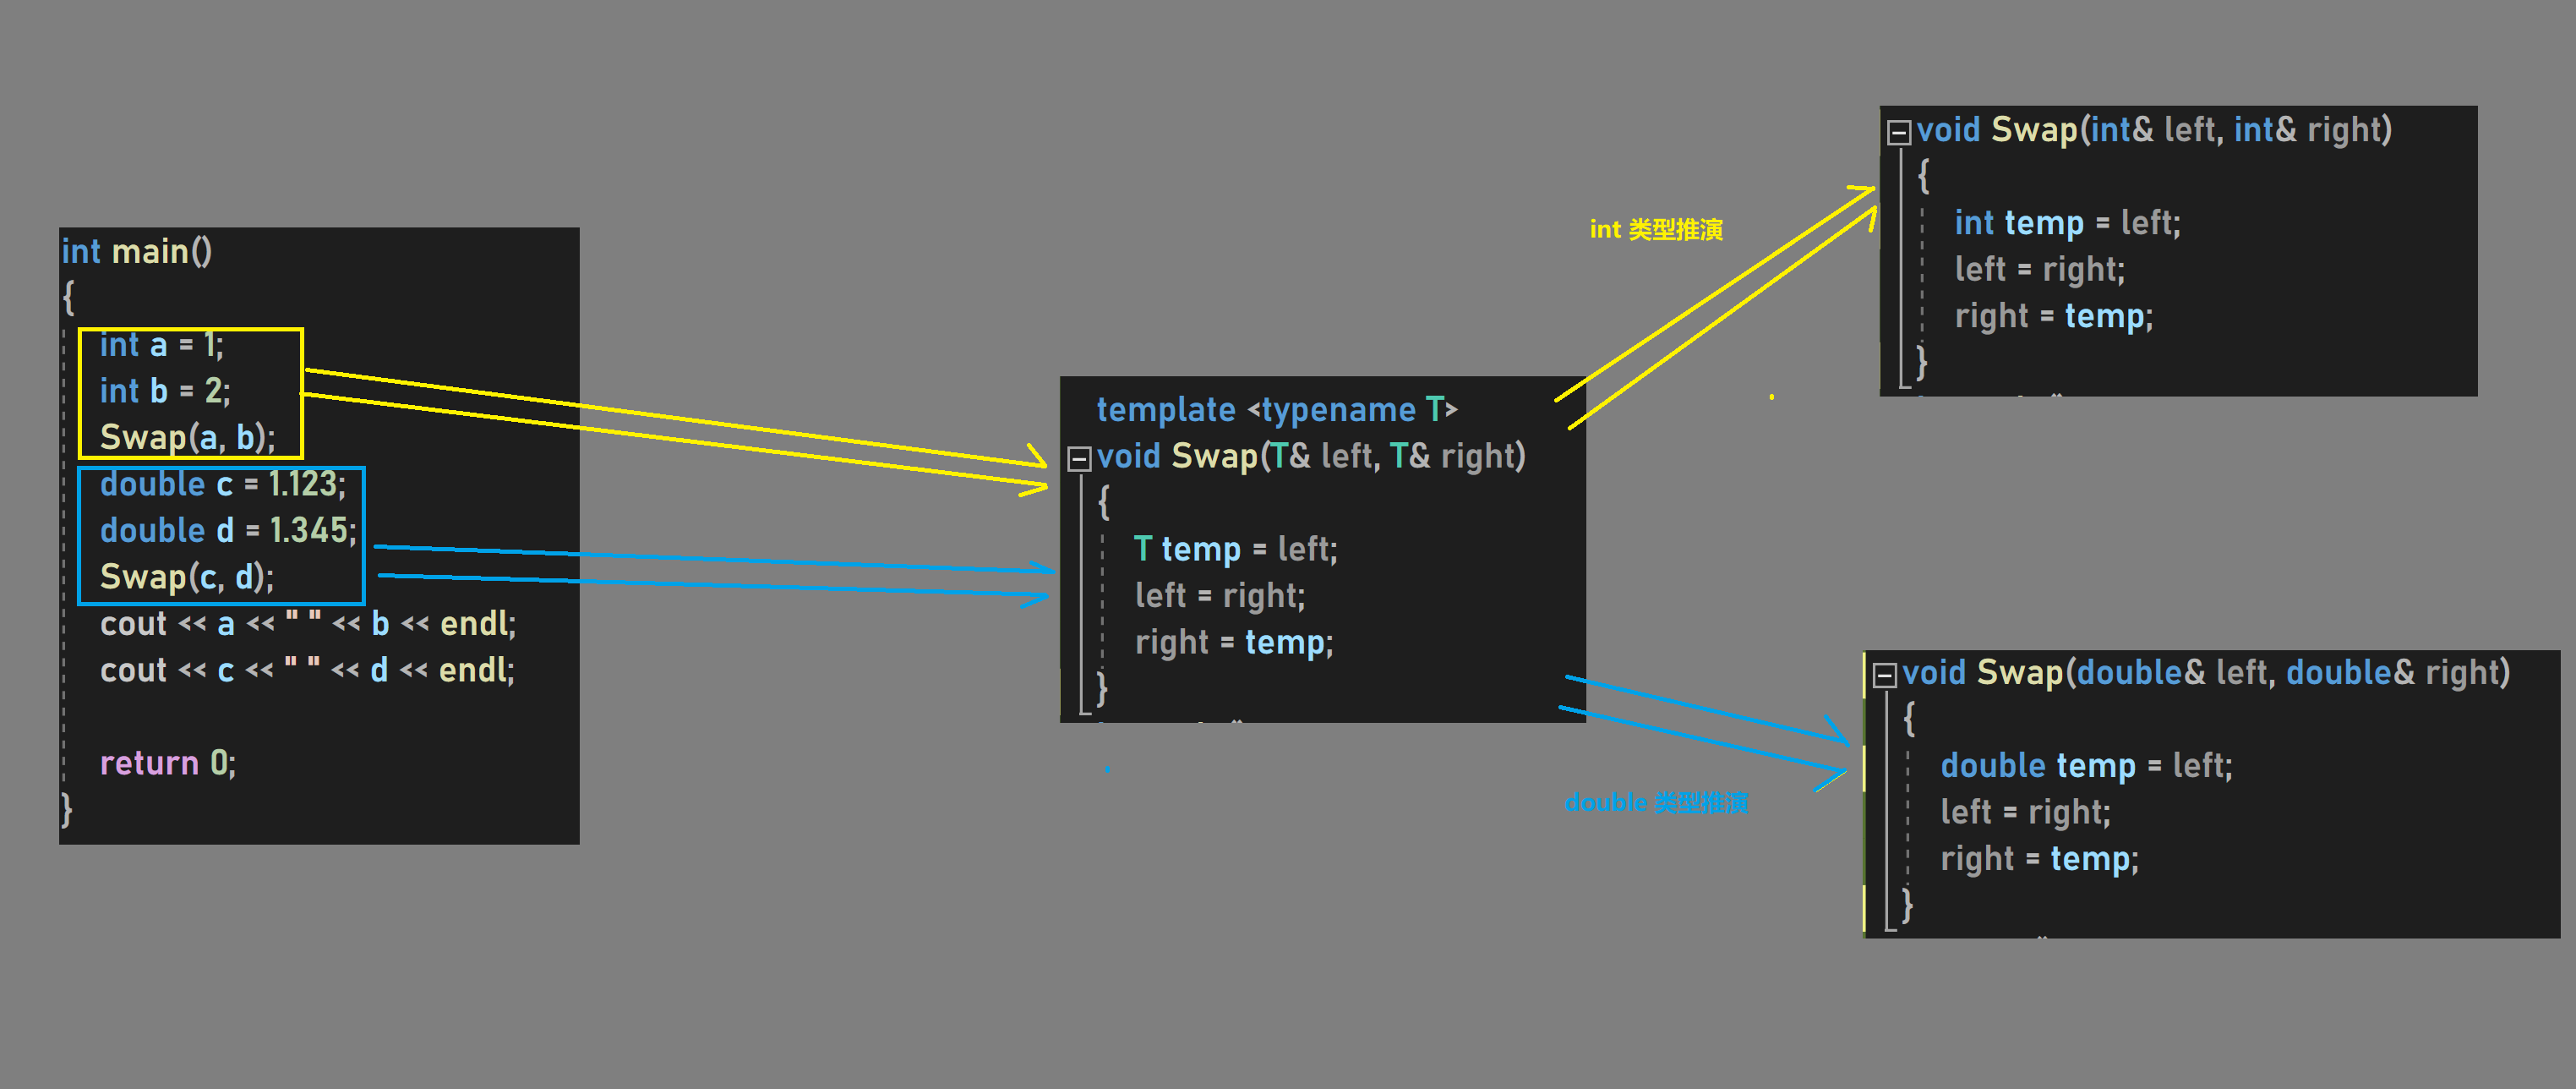 int main()
{
int a = 1;
int b = 2;
Swap(a, b);
double c = 1.123;
double d = 1.345;
Swap(c, d);
cout << a << " " << b << endl;
cout << c << " " << d << endl;
return 0;
}
template <typename T>
void Swap(T& left, T& right)
{
T temp = left;
left = right;
right = temp;
}
int 类型推演
void Swap(int& left, int& right)
{
int temp = left;
left = right;
right = temp;
}
double 类型推演
void Swap(double& left, double& right)
{
double temp = left;
left = right;
right = temp;
}